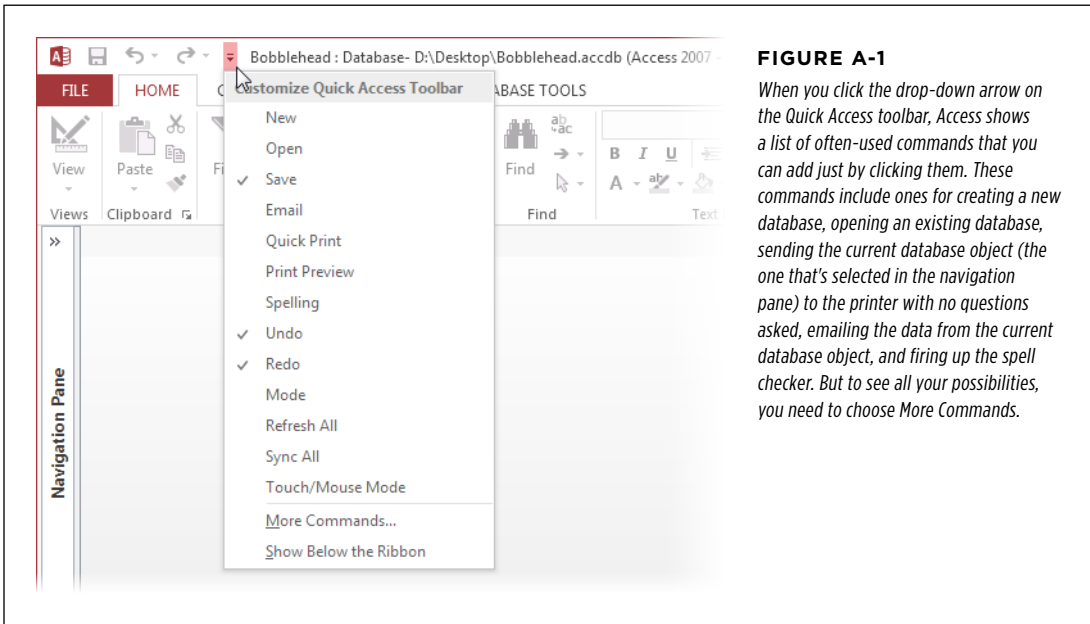 Bobblehead : Database- D:\Desktop\Bobblehead.accdb (Access 2007 -
FILE HOME ABASE TOOLS
Customize Quick Access Toolbar
New
Open
Save
Email
Quick Print
Print Preview
Spelling
Undo
Redo
Mode
Refresh All
Sync All
Touch/Mouse Mode
More Commands...
Show Below the Ribbon
View
Paste
Find
ab
ac
B I U
A aby
Views Clipboard Find Text
Navigation Pane
FIGURE A-1
When you click the drop-down arrow on
the Quick Access toolbar, Access shows
a list of often-used commands that you
can add just by clicking them. These
commands include ones for creating a new
database, opening an existing database,
sending the current database object (the
one that's selected in the navigation
pane) to the printer with no questions
asked, emailing the data from the current
database object, and firing up the spell
checker. But to see all your possibilities,
you need to choose More Commands.